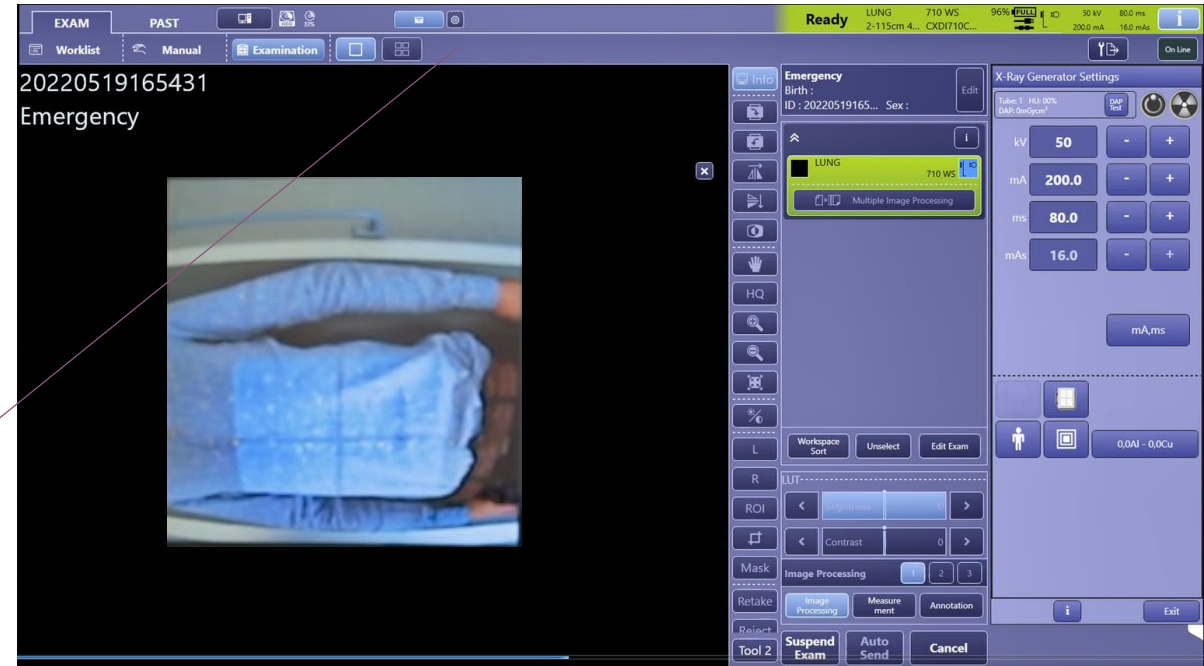 EXAM PAST
Ready
LUNG 710 WS
2-115cm 4... CXDI710C...
96% FULL
50 kV 80.0 ms
200.0 mA 16.0 mAs
i
Worklist Manual Examination
On Line
20220519165431
Emergency
Info
HQ
L
R
ROI
Mask
Retake
Reject
Tool 2
Emergency
Birth :
ID : 20220519165... Sex :
Edit
i
LUNG
710 WS
Multiple Image Processing
Workspace Sort Unselect Edit Exam
LUT
Brightness 0
Contrast 0
Image Processing 1 2 3
Image Processing Measurement Annotation
Suspend Exam Auto Send Cancel
X-Ray Generator Settings
Tube: 1 HU: 00%
DAP: 0mGycm²
DAP Test
kV 50 - +
mA 200.0 - +
ms 80.0 - +
mAs 16.0 - +
mA,ms
0,0Al - 0,0Cu
i Exit